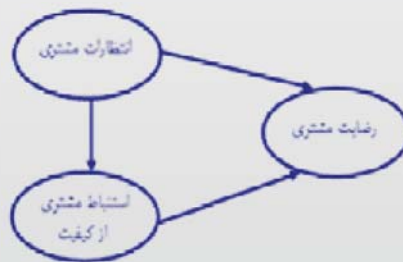 انتظارات مشتری
رضایت مشتری
استنباط مشتری
از کیفیت